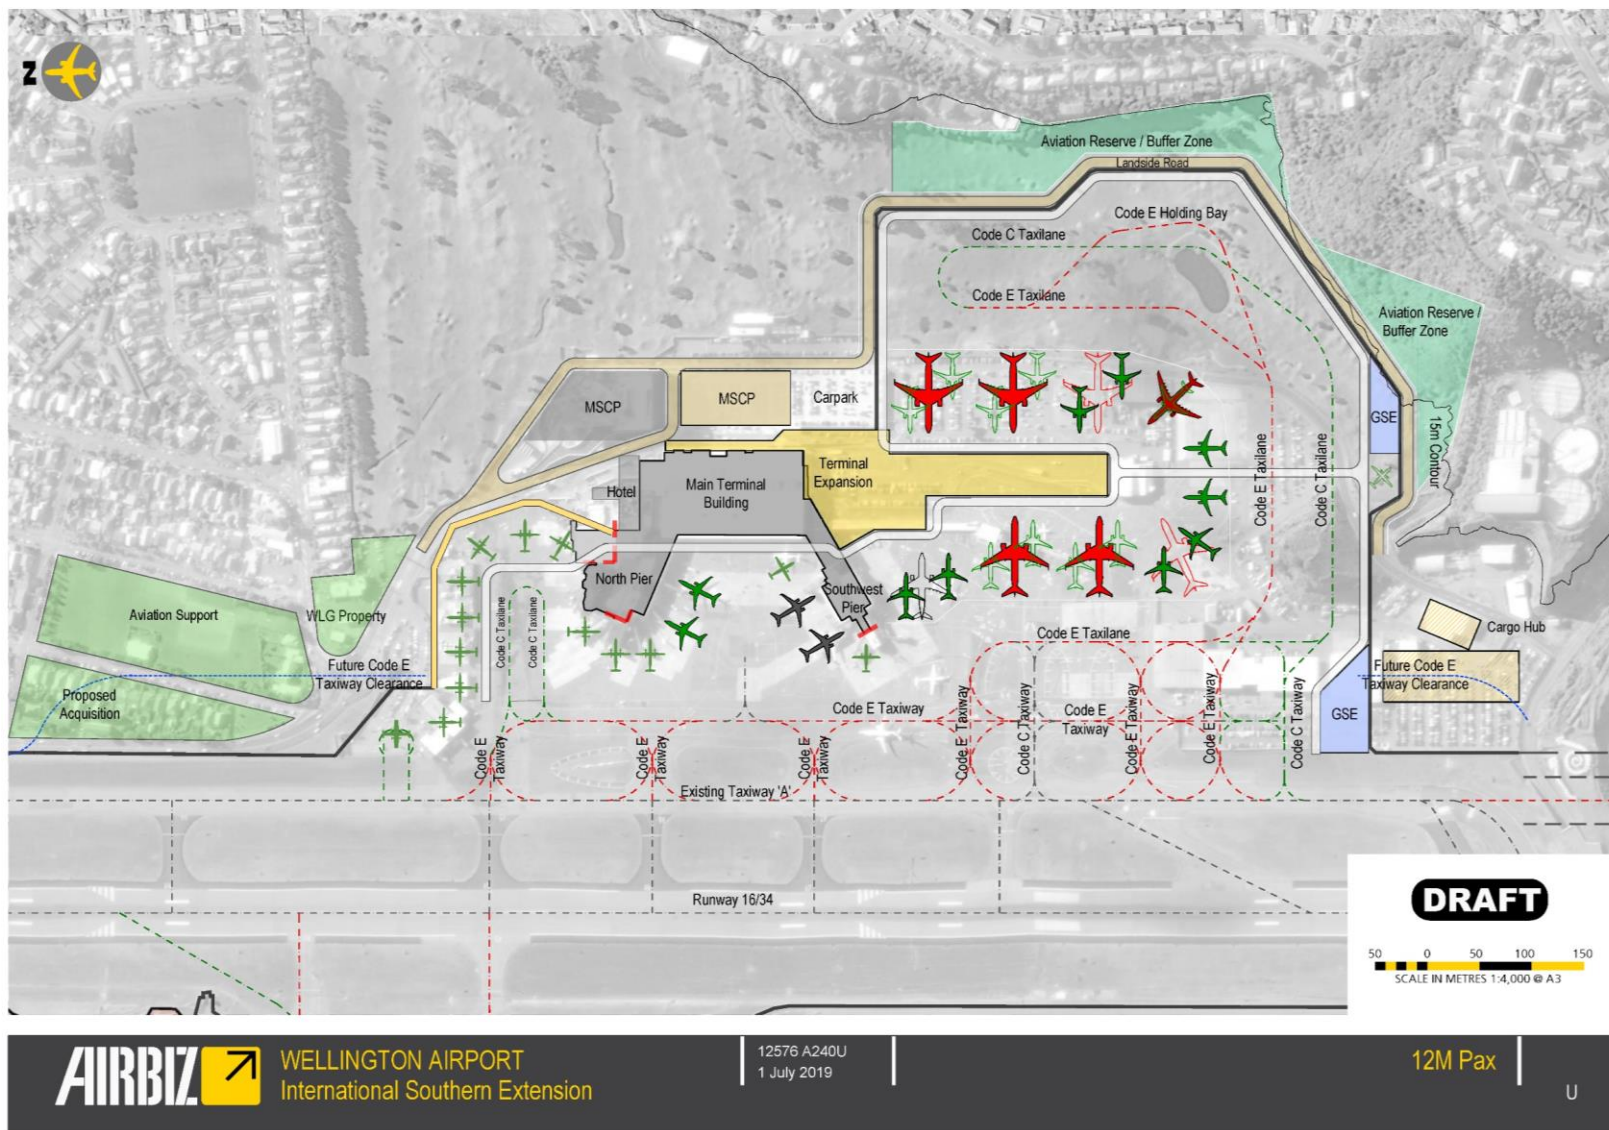 N
Aviation Reserve / Buffer Zone
Landside Road
Code E Holding Bay
Code C Taxilane
Code E Taxilane
Aviation Reserve /
Buffer Zone
MSCP
MSCP
Carpark
GSE
15m Contour
Terminal
Expansion
Main Terminal
Building
Hotel
Code E Taxilane
Code C Taxilane
North Pier
Southwest
Pier
Aviation Support
WLG Property
Code C Taxilane
Code C Taxilane
Code E Taxilane
Cargo Hub
Future Code E
Taxiway Clearance
Future Code E
Taxiway Clearance
Proposed
Acquisition
Code E Taxiway
Code E
Taxiway
GSE
Code E
Taxiway
Code E
Taxiway
Code E
Taxiway
Code E Taxiway
Code C Taxiway
Code E Taxiway
Code E Taxiway
Code C Taxiway
Existing Taxiway 'A'
Runway 16/34
DRAFT
50 0 50 100 150
SCALE IN METRES 1:4,000 @ A3
AIRBIZ
WELLINGTON AIRPORT
International Southern Extension
12576 A240U
1 July 2019
12M Pax
U